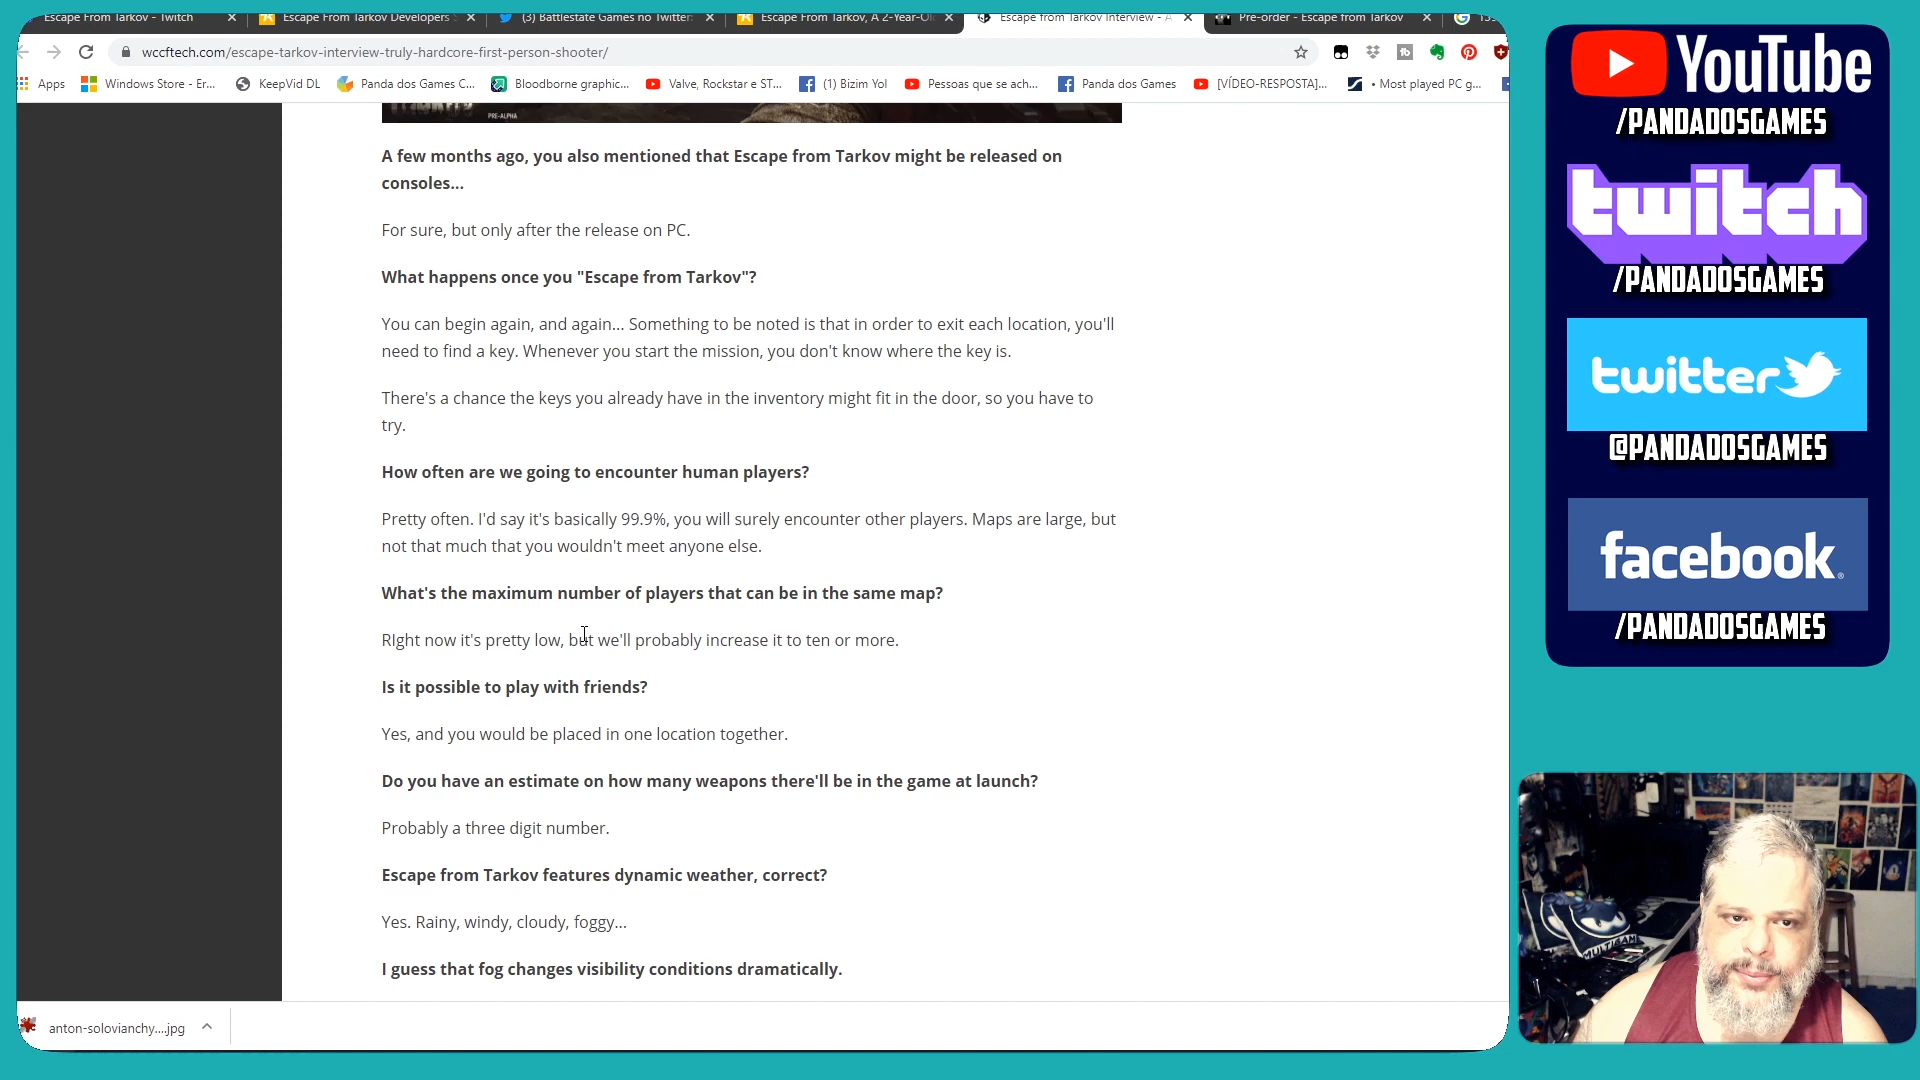 Escape From Tarkov - Twitch
Escape From Tarkov Developers S
(3) Battlestate Games no Twitter:
Escape From Tarkov, A 2-Year-Ol
Escape from Tarkov Interview - A
Pre-order - Escape from Tarkov
wccftech.com/escape-tarkov-interview-truly-hardcore-first-person-shooter/
Apps
Windows Store - Er...
KeepVid DL
Panda dos Games C...
Bloodborne graphic...
Valve, Rockstar e ST...
(1) Bizim Yol
Pessoas que se ach...
Panda dos Games
[VÍDEO-RESPOSTA]...
• Most played PC g...
PRE-ALPHA
A few months ago, you also mentioned that Escape from Tarkov might be released on
consoles...
For sure, but only after the release on PC.
What happens once you "Escape from Tarkov"?
You can begin again, and again... Something to be noted is that in order to exit each location, you'll
need to find a key. Whenever you start the mission, you don't know where the key is.
There's a chance the keys you already have in the inventory might fit in the door, so you have to
try.
How often are we going to encounter human players?
Pretty often. I'd say it's basically 99.9%, you will surely encounter other players. Maps are large, but
not that much that you wouldn't meet anyone else.
What's the maximum number of players that can be in the same map?
RIght now it's pretty low, but we'll probably increase it to ten or more.
Is it possible to play with friends?
Yes, and you would be placed in one location together.
Do you have an estimate on how many weapons there'll be in the game at launch?
Probably a three digit number.
Escape from Tarkov features dynamic weather, correct?
Yes. Rainy, windy, cloudy, foggy...
I guess that fog changes visibility conditions dramatically.
anton-solovianchy....jpg
YouTube
/PANDADOSGAMES
twitch
/PANDADOSGAMES
twitter
@PANDADOSGAMES
facebook
/PANDADOSGAMES